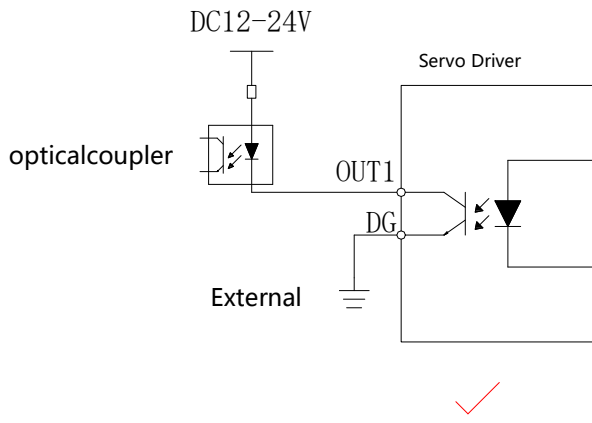 DC12-24V
Servo Driver
opticalcoupler
OUT1
DG
External